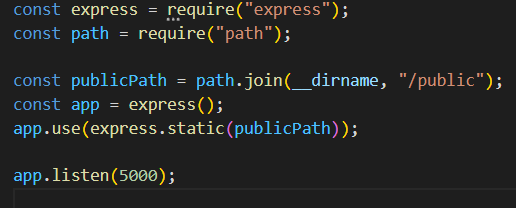 const express = require("express");
const path = require("path");
const publicPath = path.join(__dirname, "/public");
const app = express();
app.use(express.static(publicPath));
app.listen(5000);